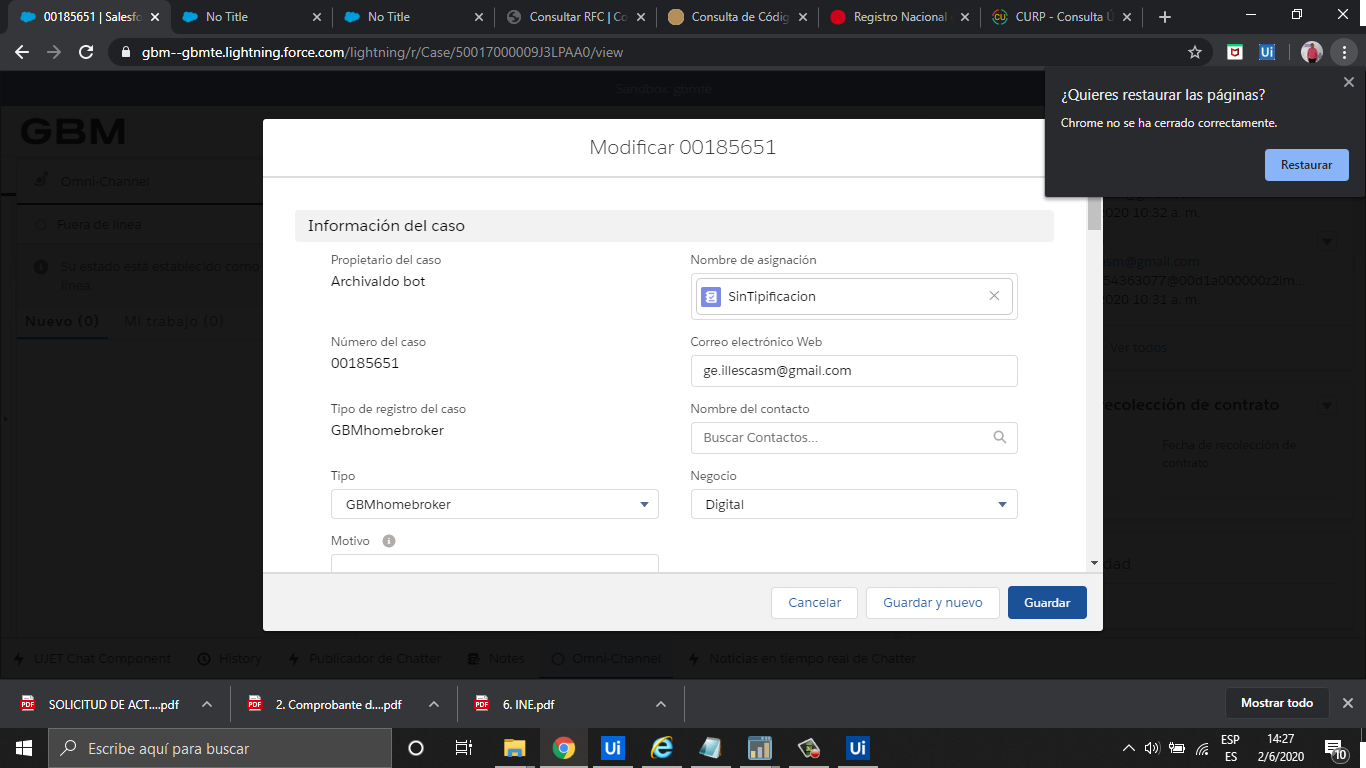 00185651 | Salesfo
No Title
No Title
Consultar RFC | Co
Consulta de Códig
Registro Nacional
CURP - Consulta Ú
gbm--gbmte.lightning.force.com/lightning/r/Case/50017000009J3LPAA0/view
Sandbox: gbmte
¿Quieres restaurar las páginas?
Chrome no se ha cerrado correctamente.
Restaurar
GBM
Omni-Channel
Fuera de línea
Su estado está establecido como
línea.
Nuevo (0)
Mi trabajo (0)
Modificar 00185651
Información del caso
Propietario del caso
Archivaldo bot
Nombre de asignación
SinTipificacion
Número del caso
00185651
Correo electrónico Web
ge.illescasm@gmail.com
Tipo de registro del caso
GBMhomebroker
Nombre del contacto
Buscar Contactos...
Tipo
GBMhomebroker
Negocio
Digital
Motivo
Cancelar
Guardar y nuevo
Guardar
020 10:32 a. m.
sm@gmail.com
54363077@00d1a000000z2im...
020 10:31 a. m.
Ver todos
recolección de contrato
Fecha de recolección de
contrato
dad
UJET Chat Component
History
Publicador de Chatter
Notes
Omni-Channel
Noticias en tiempo real de Chatter
SOLICITUD DE ACT....pdf
2. Comprobante d....pdf
6. INE.pdf
Mostrar todo
Escribe aquí para buscar
Ui
Ui
ESP
ES
14:27
2/6/2020
10